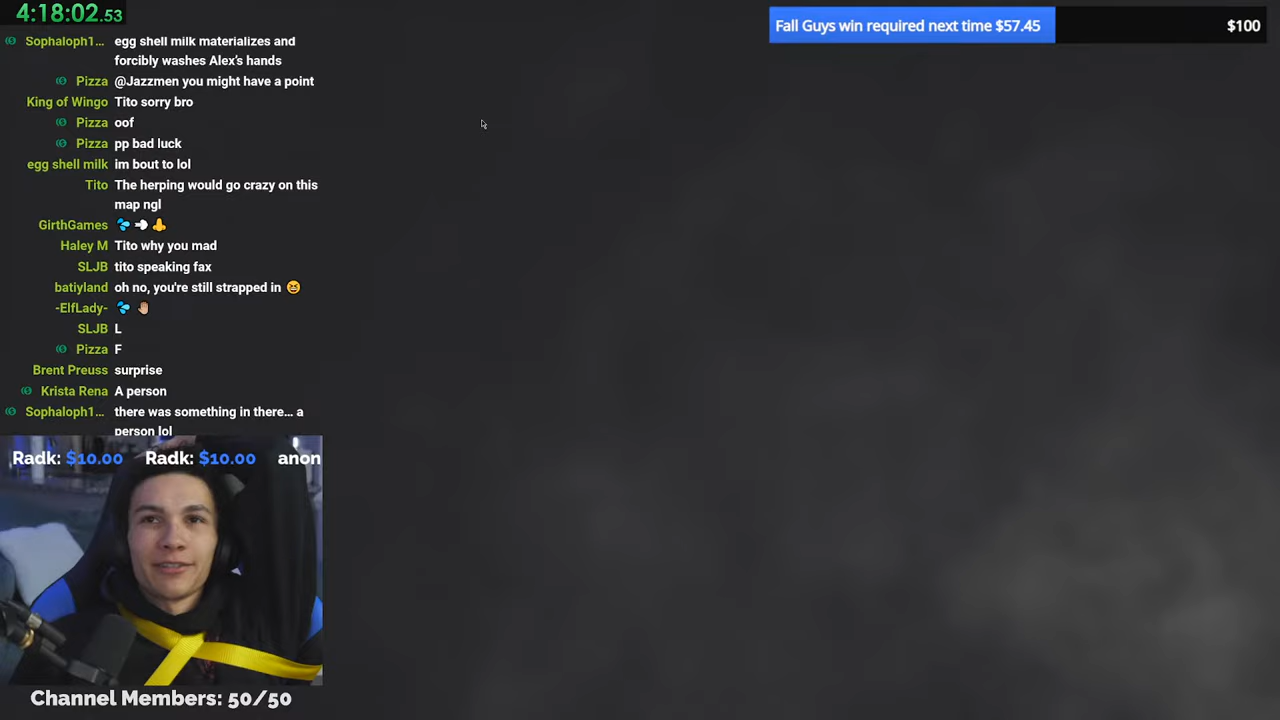 4:18:02.53
Fall Guys win required next time $57.45
$100
Sophaloph1... egg shell milk materializes and
forcibly washes Alex's hands
Pizza @Jazzmen you might have a point
King of Wingo Tito sorry bro
Pizza oof
Pizza pp bad luck
egg shell milk im bout to lol
Tito The herping would go crazy on this
map ngl
GirthGames 💦 💨 👃
Haley M Tito why you mad
SLJB tito speaking fax
batiyland oh no, you're still strapped in 😆
-ElfLady- 💦 🤚🏼
SLJB L
Pizza F
Brent Preuss surprise
Krista Rena A person
Sophaloph1... there was something in there... a
person lol
Radk: $10.00 Radk: $10.00 anon
Channel Members: 50/50